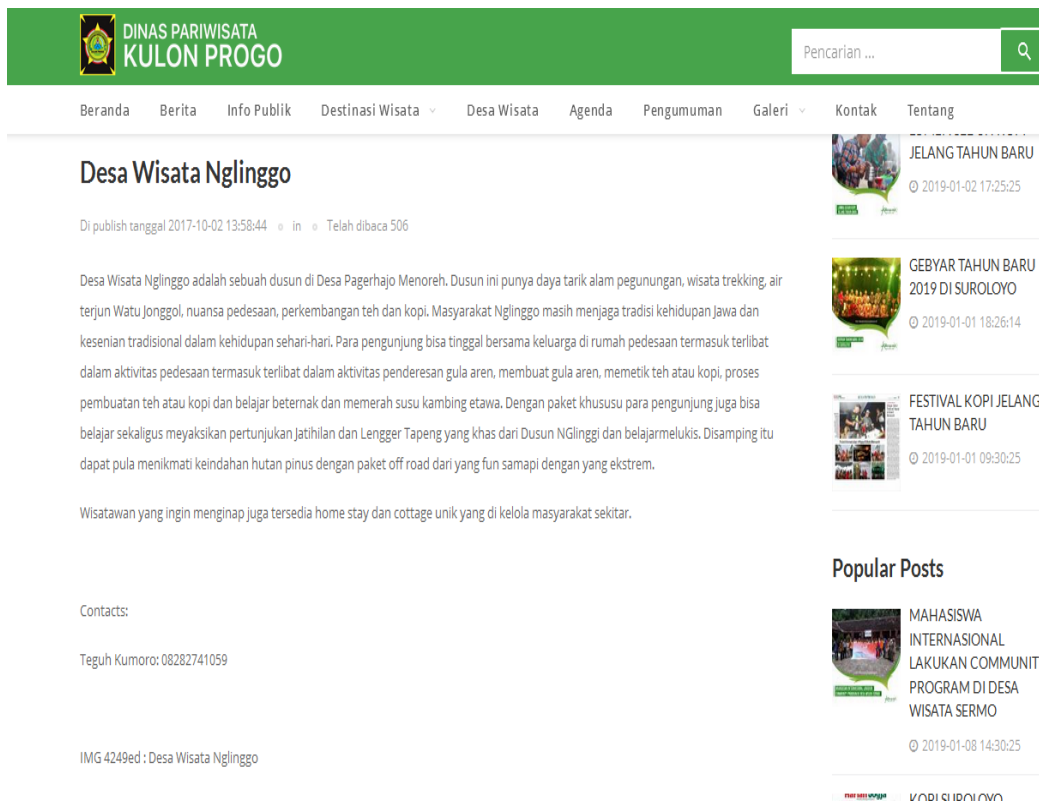 DINAS PARIWISATA
KULON PROGO
Pencarian ...
Beranda
Berita
Info Publik
Destinasi Wisata
Desa Wisata
Agenda
Pengumuman
Galeri
Kontak
Tentang
Desa Wisata Nglinggo
Di publish tanggal 2017-10-02 13:58:44 in Telah dibaca 506
Desa Wisata Nglinggo adalah sebuah dusun di Desa Pagerhajo Menoreh. Dusun ini punya daya tarik alam pegunungan, wisata trekking, air
terjun Watu Jonggol, nuansa pedesaan, perkembangan teh dan kopi. Masyarakat Nglinggo masih menjaga tradisi kehidupan Jawa dan
kesenian tradisional dalam kehidupan sehari-hari. Para pengunjung bisa tinggal bersama keluarga di rumah pedesaan termasuk terlibat
dalam aktivitas pedesaan termasuk terlibat dalam aktivitas penderesan gula aren, membuat gula aren, memetik teh atau kopi, proses
pembuatan teh atau kopi dan belajar beternak dan memerah susu kambing etawa. Dengan paket khususu para pengunjung juga bisa
belajar sekaligus meyaksikan pertunjukan Jatihilan dan Lengger Tapeng yang khas dari Dusun NGlinggi dan belajarmelukis. Disamping itu
dapat pula menikmati keindahan hutan pinus dengan paket off road dari yang fun samapi dengan yang ekstrem.
Wisatawan yang ingin menginap juga tersedia home stay dan cottage unik yang di kelola masyarakat sekitar.
Contacts:
Teguh Kumoro: 08282741059
IMG 4249ed : Desa Wisata Nglinggo
JELANG TAHUN BARU
2019-01-02 17:25:25
GEBYAR TAHUN BARU
2019 DI SUROLOYO
2019-01-01 18:26:14
FESTIVAL KOPI JELANG
TAHUN BARU
2019-01-01 09:30:25
Popular Posts
MAHASISWA
INTERNASIONAL
LAKUKAN COMMUNIT
PROGRAM DI DESA
WISATA SERMO
2019-01-08 14:30:25
KOPI SUROLOYO